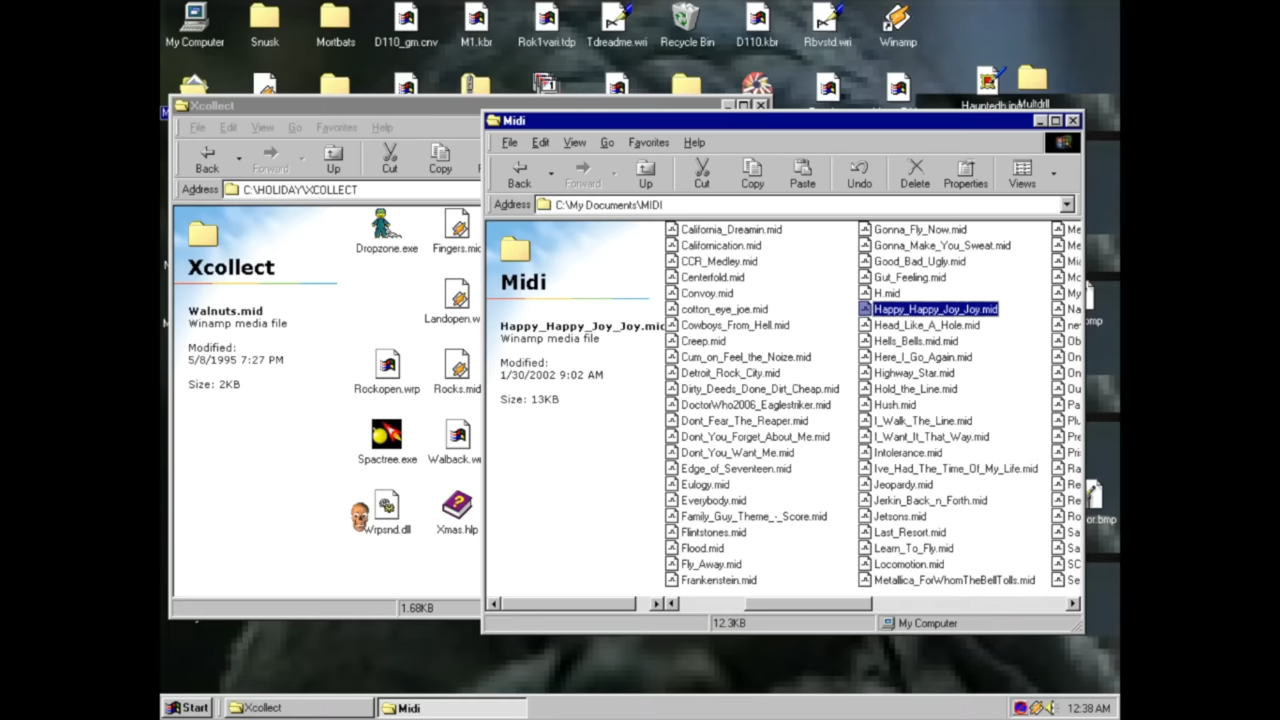 My Computer
Snusk
Mortbats
D110_gm.cnv
M1.kbr
Rok1vari.tdp
Tdreadme.wri
Recycle Bin
D110.kbr
Rbvstd.wri
Winamp
Multdrll
Xcollect
File Edit View Go Favorites Help
Back Forward Up Cut Copy
Address C:\HOLIDAY\XCOLLECT
Xcollect
Walnuts.mid
Winamp media file
Modified:
5/8/1995 7:27 PM
Size: 2KB
Dropzone.exe
Fingers.mid
Landopen.w
Rockopen.wrp
Rocks.mid
Spactree.exe
Walback.wr
Wrpsnd.dll
Xmas.hlp
1.68KB
Midi
File Edit View Go Favorites Help
Back Forward Up Cut Copy Paste Undo Delete Properties Views
Address C:\My Documents\MIDI
Midi
Happy_Happy_Joy_Joy.mid
Winamp media file
Modified:
1/30/2002 9:02 AM
Size: 13KB
California_Dreamin.mid
Californication.mid
CCR_Medley.mid
Centerfold.mid
Convoy.mid
cotton_eye_joe.mid
Cowboys_From_Hell.mid
Creep.mid
Cum_on_Feel_the_Noize.mid
Detroit_Rock_City.mid
Dirty_Deeds_Done_Dirt_Cheap.mid
DoctorWho2006_Eaglestriker.mid
Dont_Fear_The_Reaper.mid
Dont_You_Forget_About_Me.mid
Dont_You_Want_Me.mid
Edge_of_Seventeen.mid
Eulogy.mid
Everybody.mid
Family_Guy_Theme_-_Score.mid
Flintstones.mid
Flood.mid
Fly_Away.mid
Frankenstein.mid
Gonna_Fly_Now.mid
Gonna_Make_You_Sweat.mid
Good_Bad_Ugly.mid
Gut_Feeling.mid
H.mid
Happy_Happy_Joy_Joy.mid
Head_Like_A_Hole.mid
Hells_Bells.mid.mid
Here_I_Go_Again.mid
Highway_Star.mid
Hold_the_Line.mid
Hush.mid
I_Walk_The_Line.mid
I_Want_It_That_Way.mid
Intolerance.mid
Ive_Had_The_Time_Of_My_Life.mid
Jeopardy.mid
Jerkin_Back_n_Forth.mid
Jetsons.mid
Last_Resort.mid
Learn_To_Fly.mid
Locomotion.mid
Metallica_ForWhomTheBellTolls.mid
12.3KB
My Computer
Start
Xcollect
Midi
12:38 AM